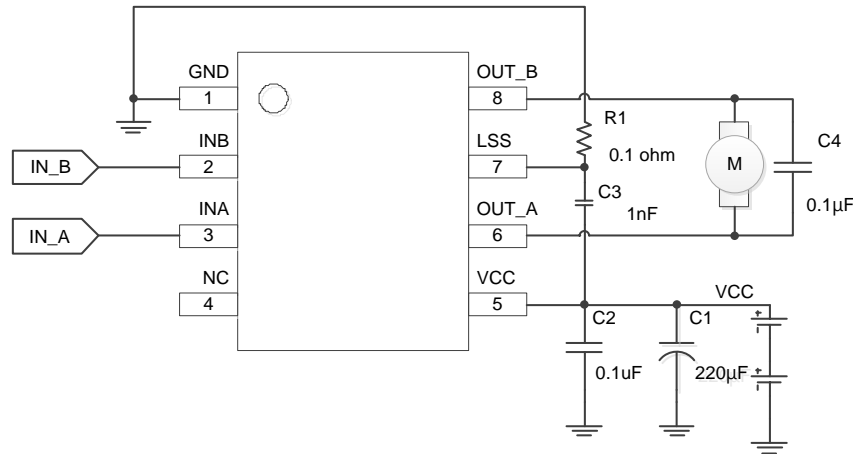 GND
1
INB
2
INA
3
NC
4
IN_B
IN_A
OUT_B
8
LSS
7
OUT_A
6
VCC
5
R1
0.1 ohm
C3
1nF
M
C4
0.1µF
C2
0.1uF
C1
220µF
VCC
+
+